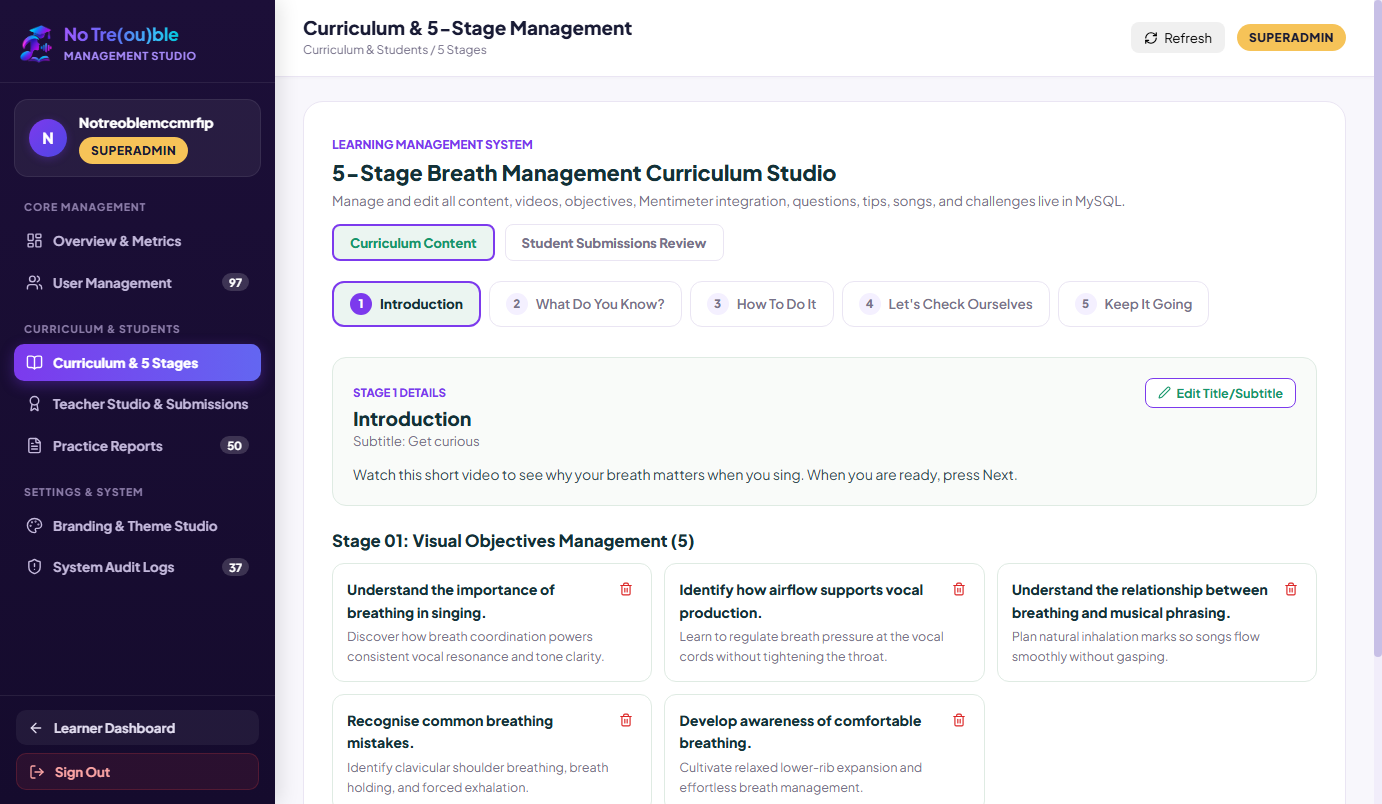 No Tre(ou)ble
MANAGEMENT STUDIO
N
Notreoblemccmrfip
SUPERADMIN
CORE MANAGEMENT
Overview & Metrics
User Management 97
CURRICULUM & STUDENTS
Curriculum & 5 Stages
Teacher Studio & Submissions
Practice Reports 50
SETTINGS & SYSTEM
Branding & Theme Studio
System Audit Logs 37
Learner Dashboard
Sign Out
Curriculum & 5-Stage Management
Curriculum & Students / 5 Stages
Refresh
SUPERADMIN
LEARNING MANAGEMENT SYSTEM
5-Stage Breath Management Curriculum Studio
Manage and edit all content, videos, objectives, Mentimeter integration, questions, tips, songs, and challenges live in MySQL.
Curriculum Content
Student Submissions Review
1 Introduction
2 What Do You Know?
3 How To Do It
4 Let's Check Ourselves
5 Keep It Going
STAGE 1 DETAILS
Edit Title/Subtitle
Introduction
Subtitle: Get curious
Watch this short video to see why your breath matters when you sing. When you are ready, press Next.
Stage 01: Visual Objectives Management (5)
Understand the importance of
breathing in singing.
Discover how breath coordination powers
consistent vocal resonance and tone clarity.
Identify how airflow supports vocal
production.
Learn to regulate breath pressure at the vocal
cords without tightening the throat.
Understand the relationship between
breathing and musical phrasing.
Plan natural inhalation marks so songs flow
smoothly without gasping.
Recognise common breathing
mistakes.
Identify clavicular shoulder breathing, breath
holding, and forced exhalation.
Develop awareness of comfortable
breathing.
Cultivate relaxed lower-rib expansion and
effortless breath management.